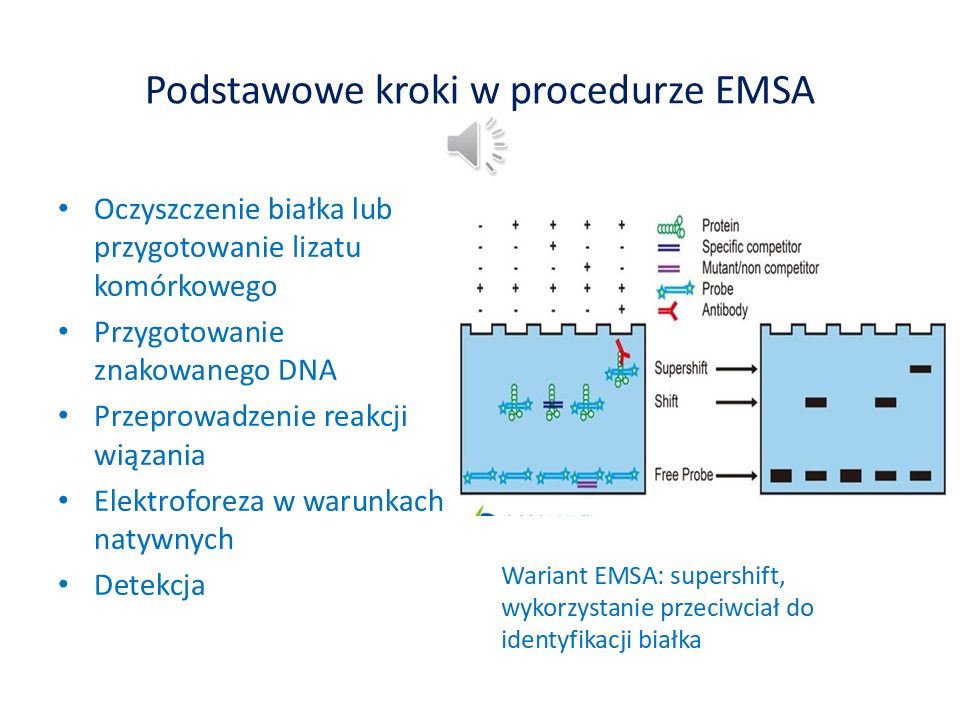 Podstawowe kroki w procedurze EMSA
• Oczyszczenie białka lub
przygotowanie lizatu
komórkowego
• Przygotowanie
znakowanego DNA
• Przeprowadzenie reakcji
wiązania
• Elektroforeza w warunkach
natywnych
• Detekcja
- + + + + Protein
- - + - - Specific competitor
- - - + - Mutant/non competitor
+ + + + + Probe
- - - - + Antibody
Supershift
Shift
Free Probe
Wariant EMSA: supershift,
wykorzystanie przeciwciał do
identyfikacji białka